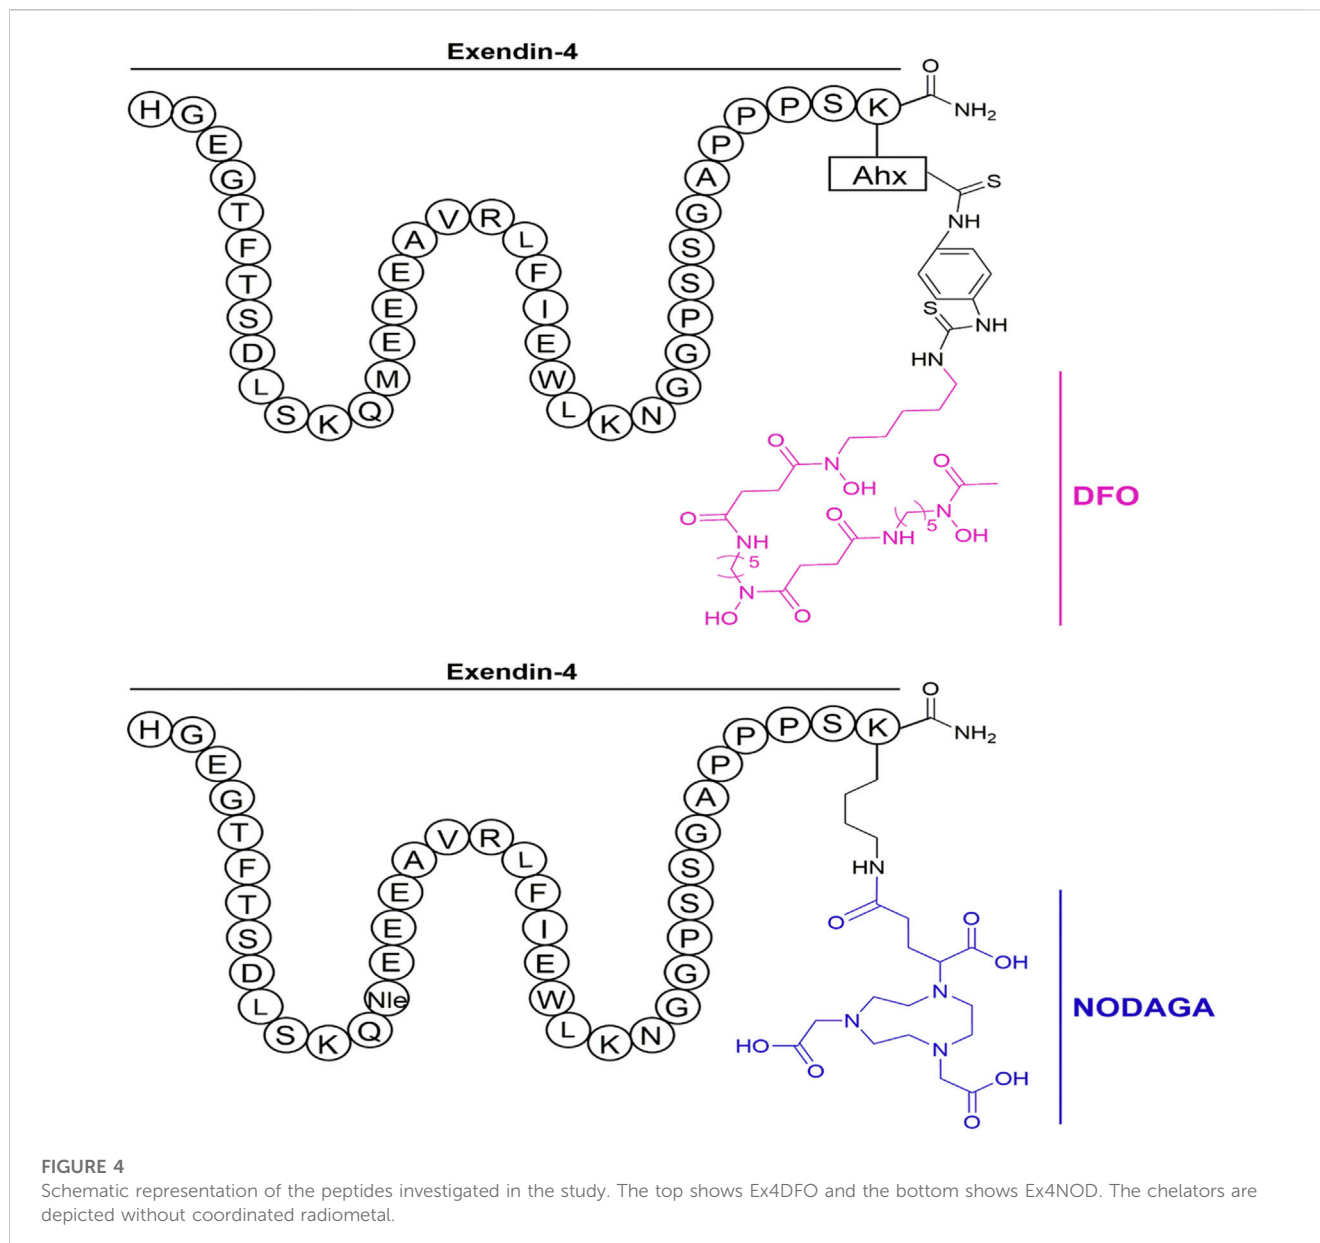 Exendin-4
H G E G T F T S D L S K Q M E E E A V R L F I E W L K N G G P S S G A P P P S K
O
NH2
Ahx
S
NH
S
NH
HN
O
N
OH
O
NH
5
N
HO
O
O
NH
5
N
OH
O
DFO
Exendin-4
H G E G T F T S D L S K Q Nle E E E A V R L F I E W L K N G G P S S G A P P P S K
O
NH2
HN
O
O
OH
N
N
N
HO
O
OH
O
NODAGA
FIGURE 4
Schematic representation of the peptides investigated in the study. The top shows Ex4DFO and the bottom shows Ex4NOD. The chelators are
depicted without coordinated radiometal.